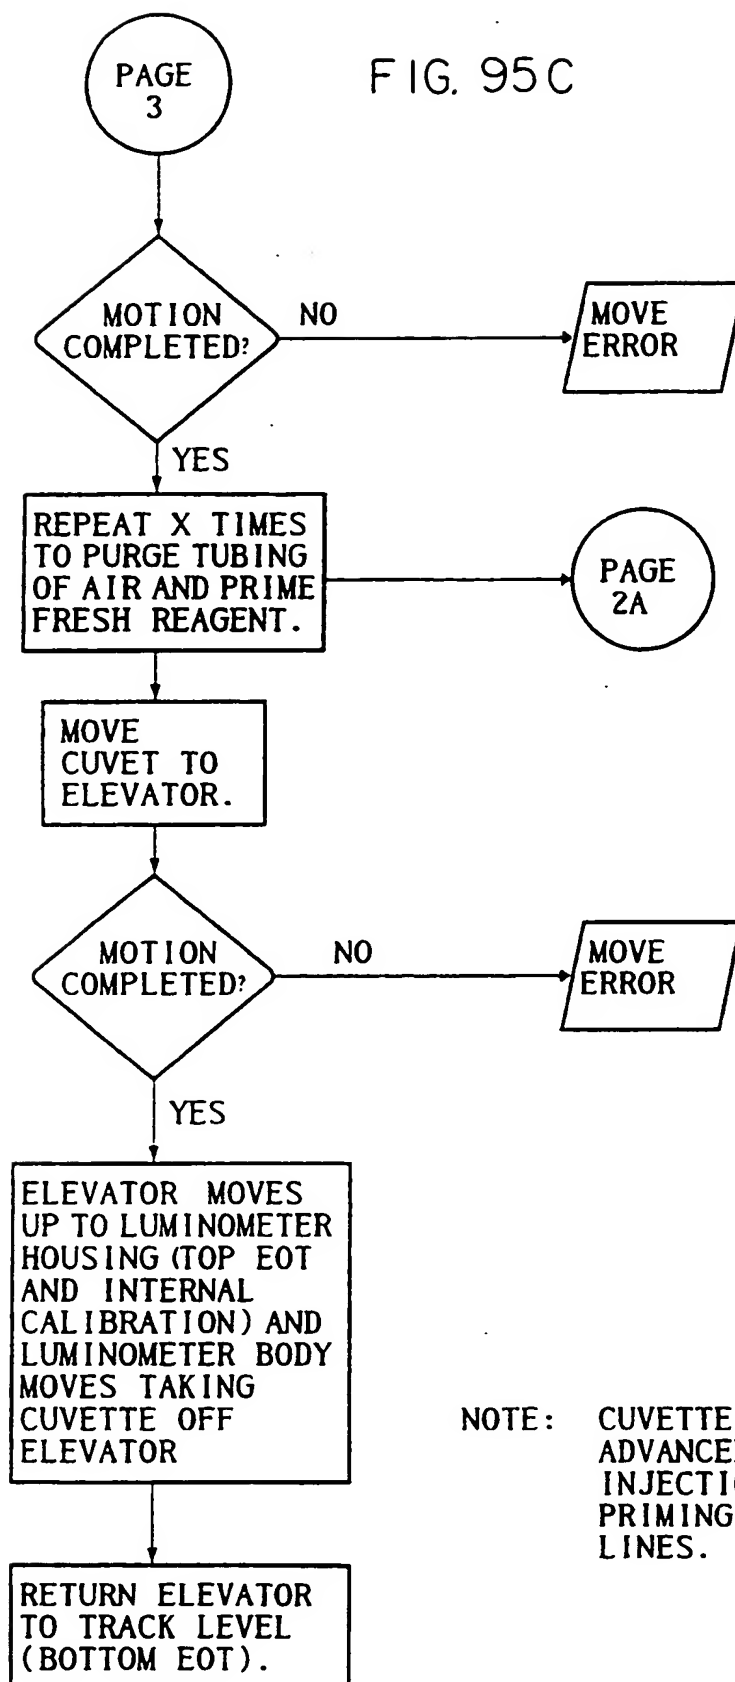 PAGE
3
FIG. 95C
MOTION
COMPLETED?
NO
MOVE
ERROR
YES
REPEAT X TIMES
TO PURGE TUBING
OF AIR AND PRIME
FRESH REAGENT.
PAGE
2A
MOVE
CUVET TO
ELEVATOR.
MOTION
COMPLETED?
NO
MOVE
ERROR
YES
ELEVATOR MOVES
UP TO LUMINOMETER
HOUSING (TOP EOT
AND INTERNAL
CALIBRATION) AND
LUMINOMETER BODY
MOVES TAKING
CUVETTE OFF
ELEVATOR
NOTE: CUVETTE
PRIMING
LINES.
RETURN ELEVATOR
TO TRACK LEVEL
(BOTTOM EOT).